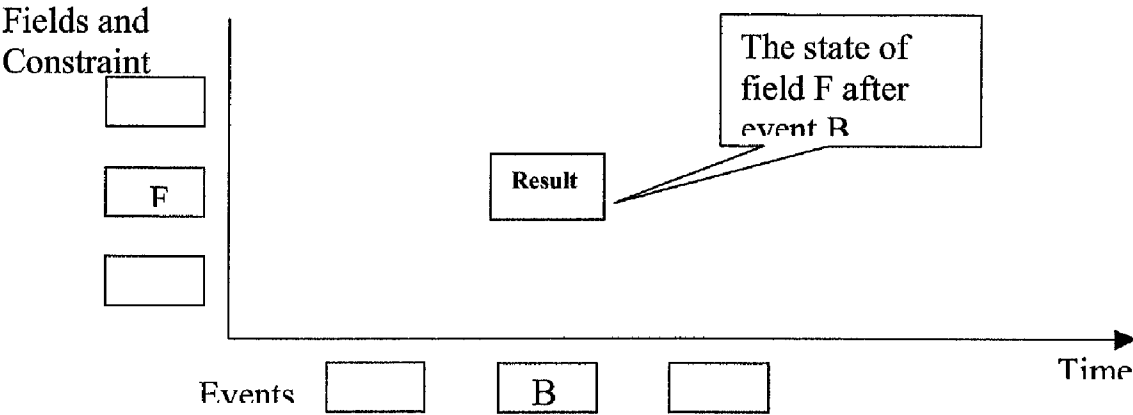 Fields and
Constraint
The state of
field F after
event B
Result
F
Time
Events
B